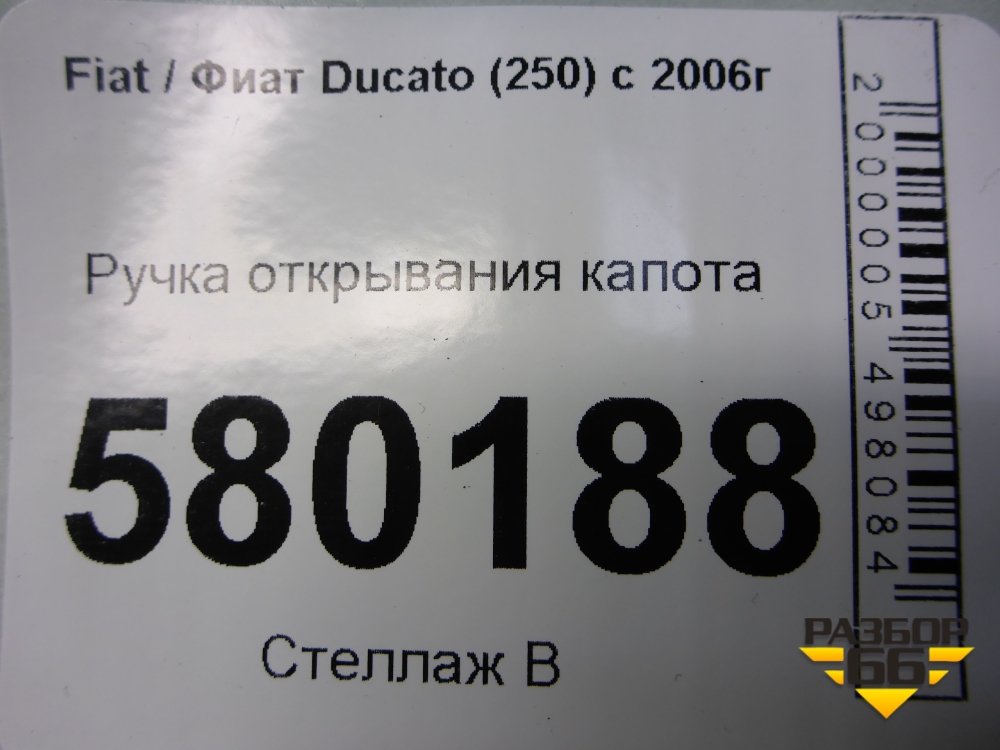 Fiat / Фиат Ducato (250) с 2006г
Ручка открывания капота
580188
Стеллаж В
2000005498084
РАЗБОР
66